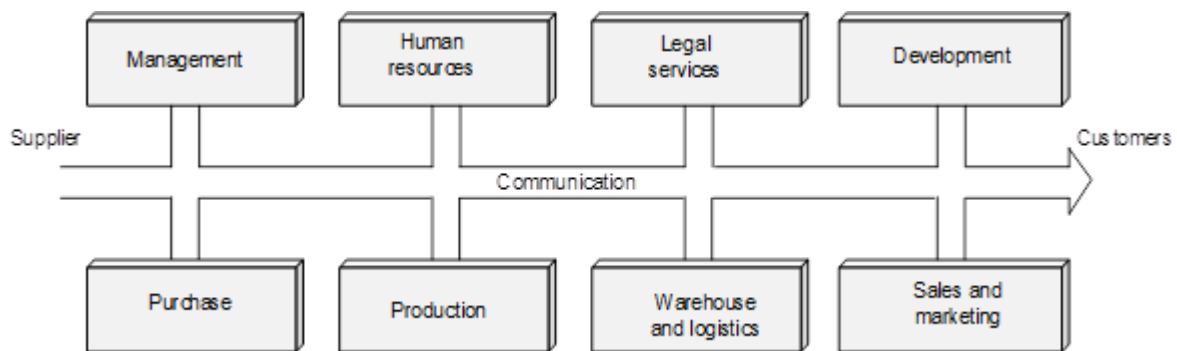 Management
Human
resources
Legal
services
Development
Supplier
Customers
Communication
Purchase
Production
Warehouse
and logistics
Sales and
marketing